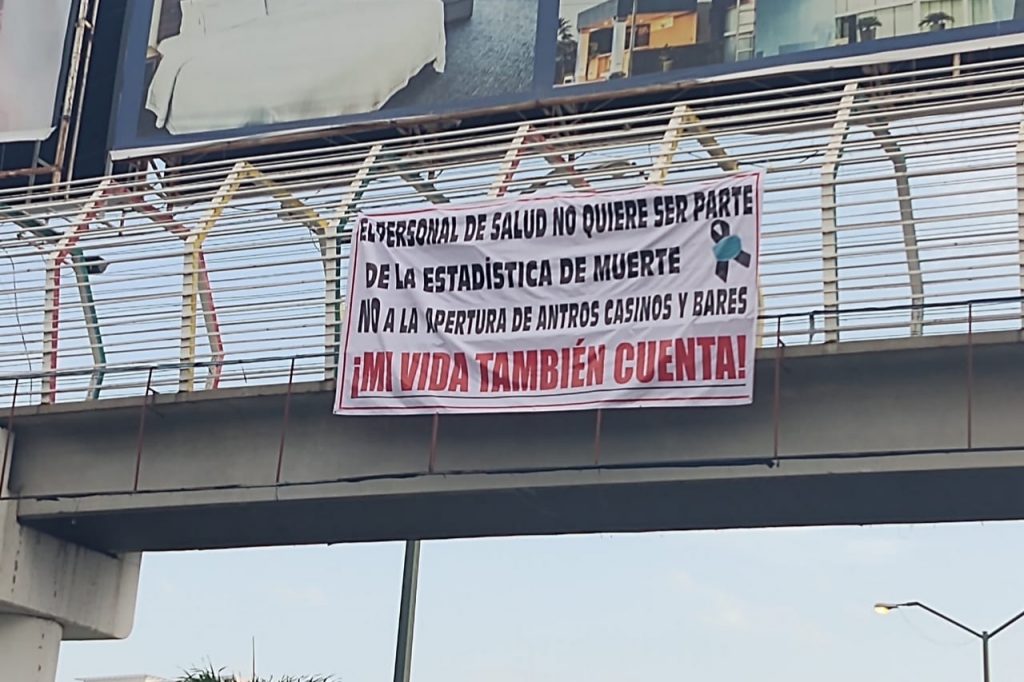 EL PERSONAL DE SALUD NO QUIERE SER PARTE
DE LA ESTADÍSTICA DE MUERTE
NO A LA APERTURA DE ANTROS CASINOS Y BARES
¡MI VIDA TAMBIÉN CUENTA!